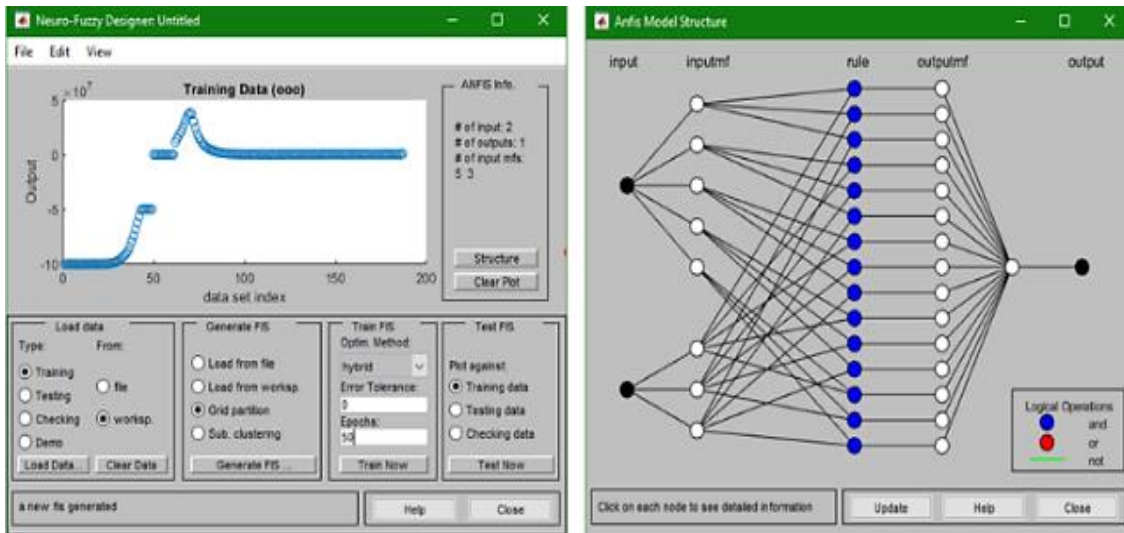 Neuro-Fuzzy Designer: Untitled
File Edit View
×10^7
Training Data (ooo)
5
0
-5
-10
Output
0 50 100 150 200
data set index
ANFIS Info.
# of input: 2
# of outputs: 1
# of input mfs:
5 3
Structure
Clear Plot
Load data
Type: From:
Training
Testing
Checking
Demo
file
worksp.
Load Data... Clear Data
Generate FIS
Load from file
Load from worksp.
Grid partition
Sub. clustering
Generate FIS ...
Train FIS
Optim. Method:
hybrid
Error Tolerance:
0
Epochs:
50
Train Now
Test FIS
Plot against:
Training data
Testing data
Checking data
Test Now
a new fis generated
Help Close
Anfis Model Structure
input inputmf rule outputmf output
Logical Operations
and
or
not
Click on each node to see detailed information
Update Help Close